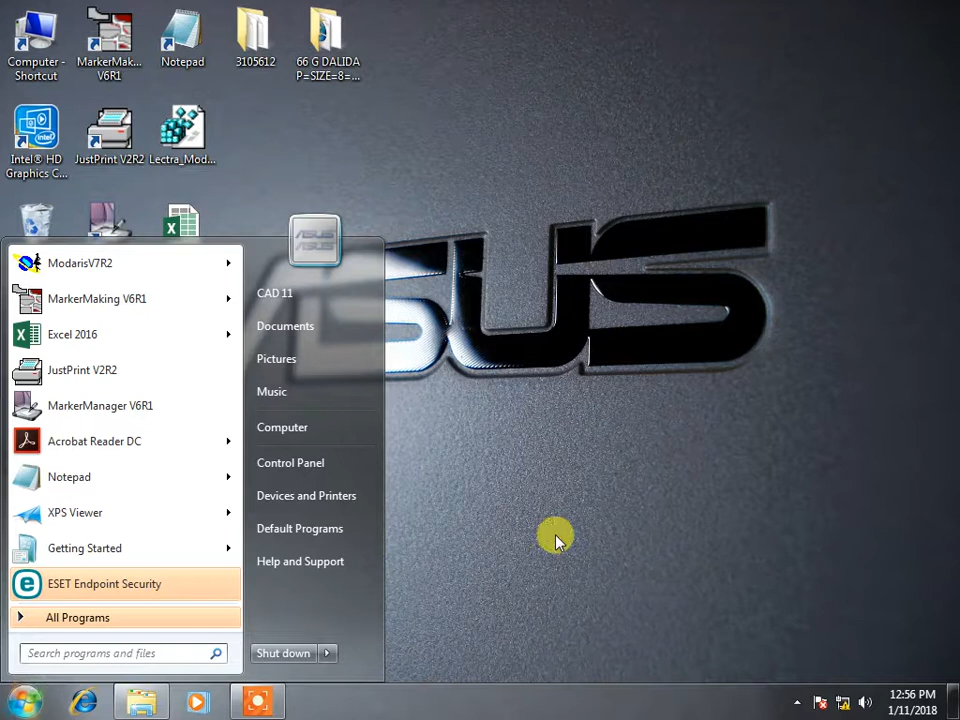 Computer -
Shortcut
MarkerMak...
V6R1
Notepad
3105612
66 G DALIDA
P=SIZE=8=...
Intel® HD
Graphics C...
JustPrint V2R2
Lectra_Mod...
ASUS
ModarisV7R2
MarkerMaking V6R1
Excel 2016
JustPrint V2R2
MarkerManager V6R1
Acrobat Reader DC
Notepad
XPS Viewer
Getting Started
ESET Endpoint Security
All Programs
Search programs and files
ASUS
ASUS
CAD 11
Documents
Pictures
Music
Computer
Control Panel
Devices and Printers
Default Programs
Help and Support
Shut down
12:56 PM
1/11/2018